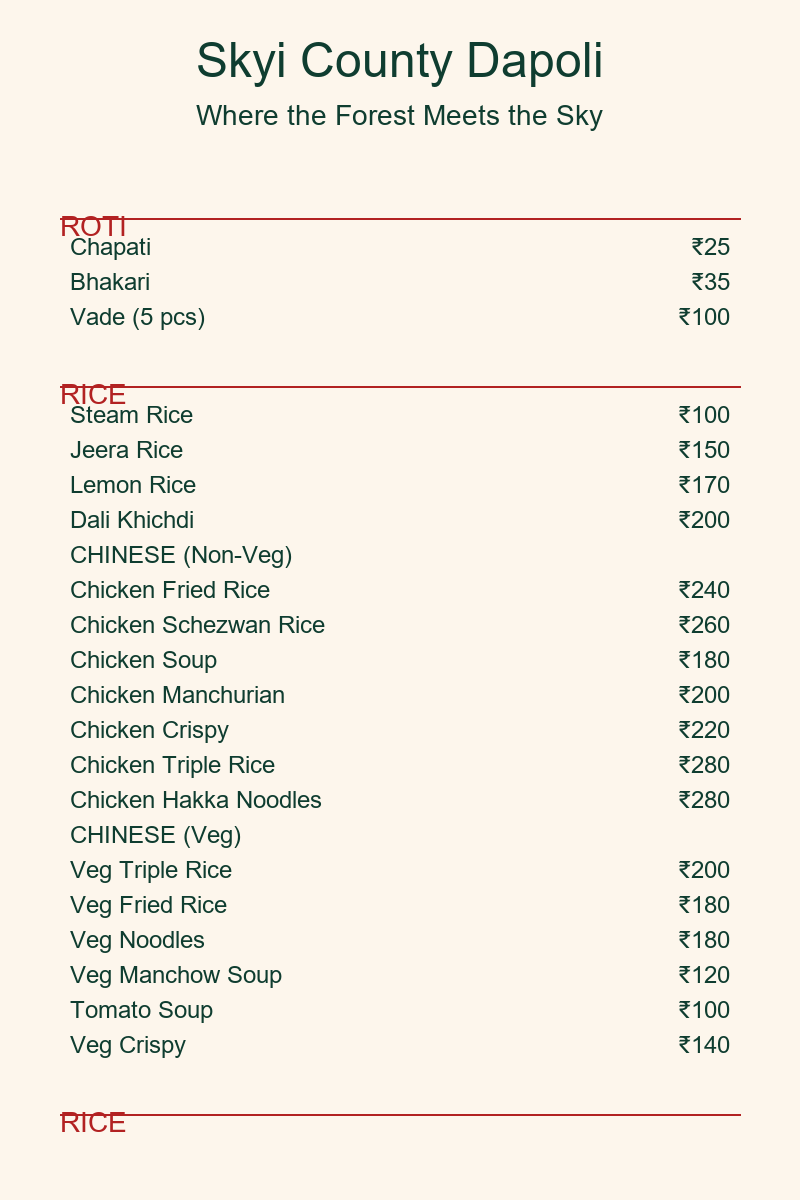 Skyi County Dapoli
Where the Forest Meets the Sky
ROTI
Chapati ₹25
Bhakari ₹35
Vade (5 pcs) ₹100
RICE
Steam Rice ₹100
Jeera Rice ₹150
Lemon Rice ₹170
Dali Khichdi ₹200
CHINESE (Non-Veg)
Chicken Fried Rice ₹240
Chicken Schezwan Rice ₹260
Chicken Soup ₹180
Chicken Manchurian ₹200
Chicken Crispy ₹220
Chicken Triple Rice ₹280
Chicken Hakka Noodles ₹280
CHINESE (Veg)
Veg Triple Rice ₹200
Veg Fried Rice ₹180
Veg Noodles ₹180
Veg Manchow Soup ₹120
Tomato Soup ₹100
Veg Crispy ₹140
RICE